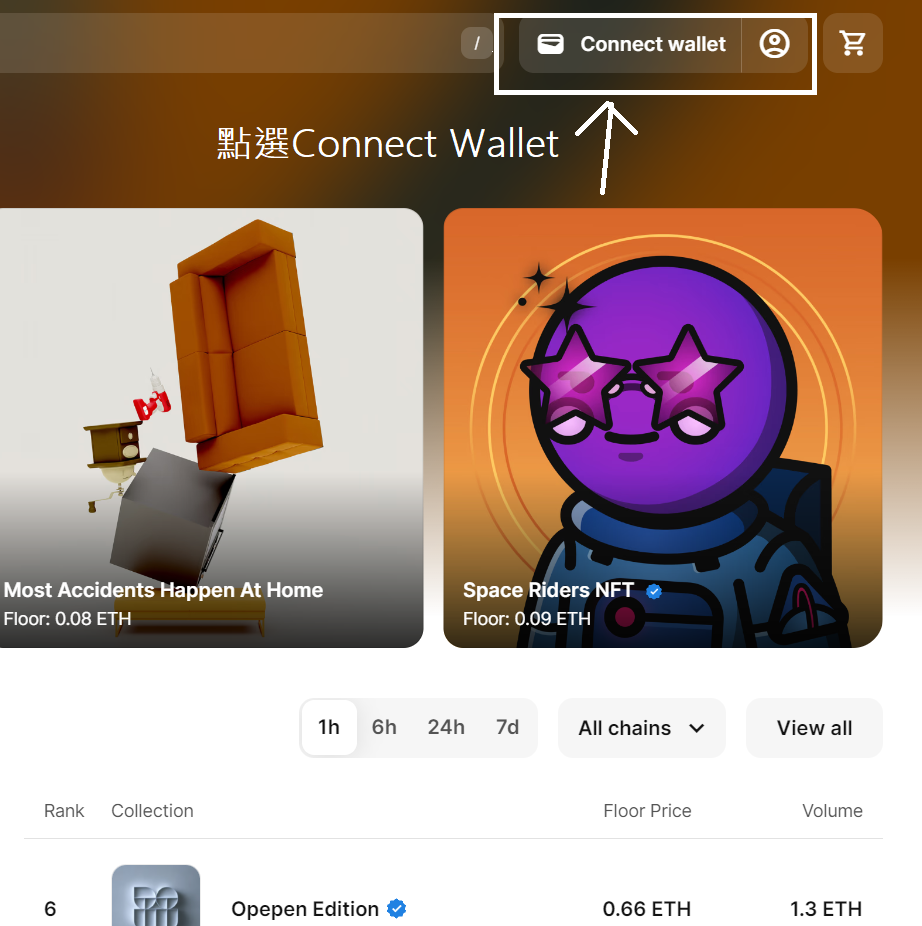 /
Connect wallet
點選Connect Wallet
Most Accidents Happen At Home
Floor: 0.08 ETH
Space Riders NFT
Floor: 0.09 ETH
1h 6h 24h 7d All chains View all
Rank Collection Floor Price Volume
6 Opepen Edition 0.66 ETH 1.3 ETH